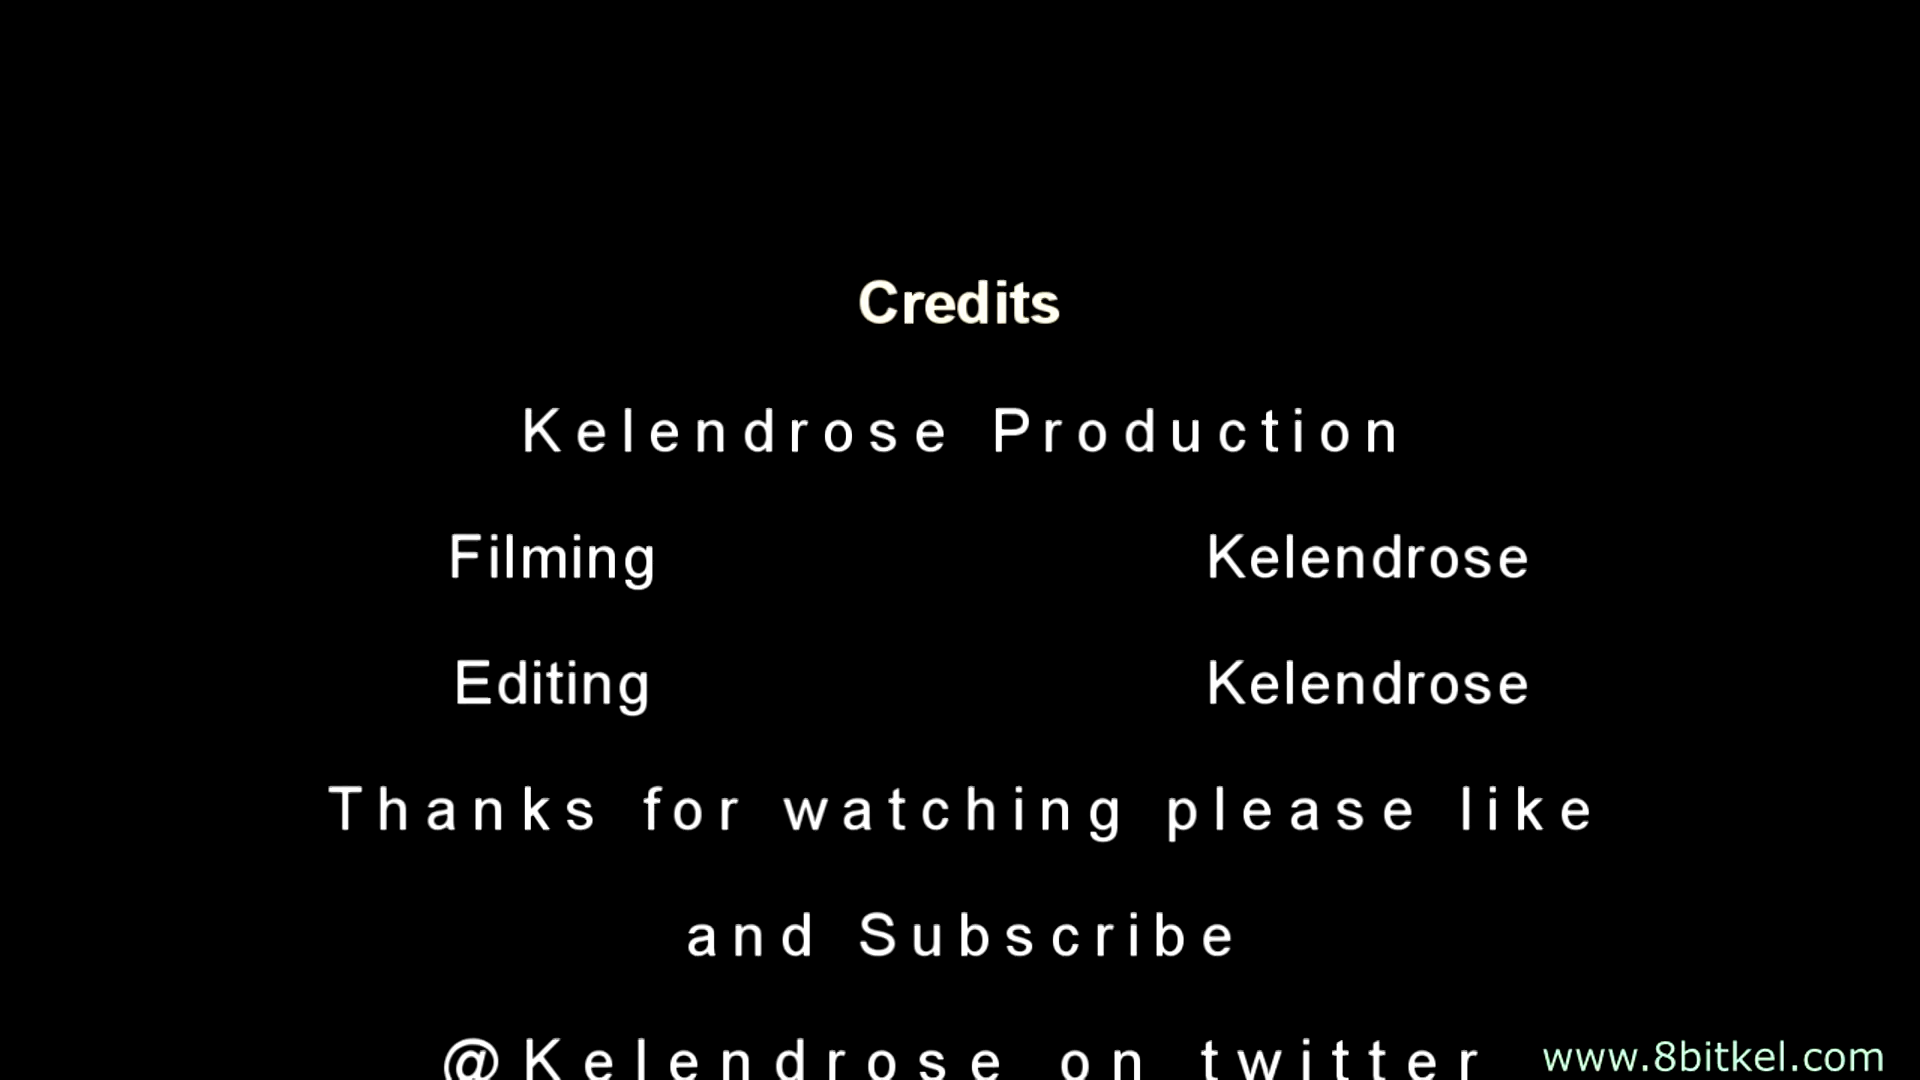 Credits
Kelendrose Production
Filming Kelendrose
Editing Kelendrose
Thanks for watching please like
and Subscribe
@Kelendrose on twitter
www.8bitkel.com